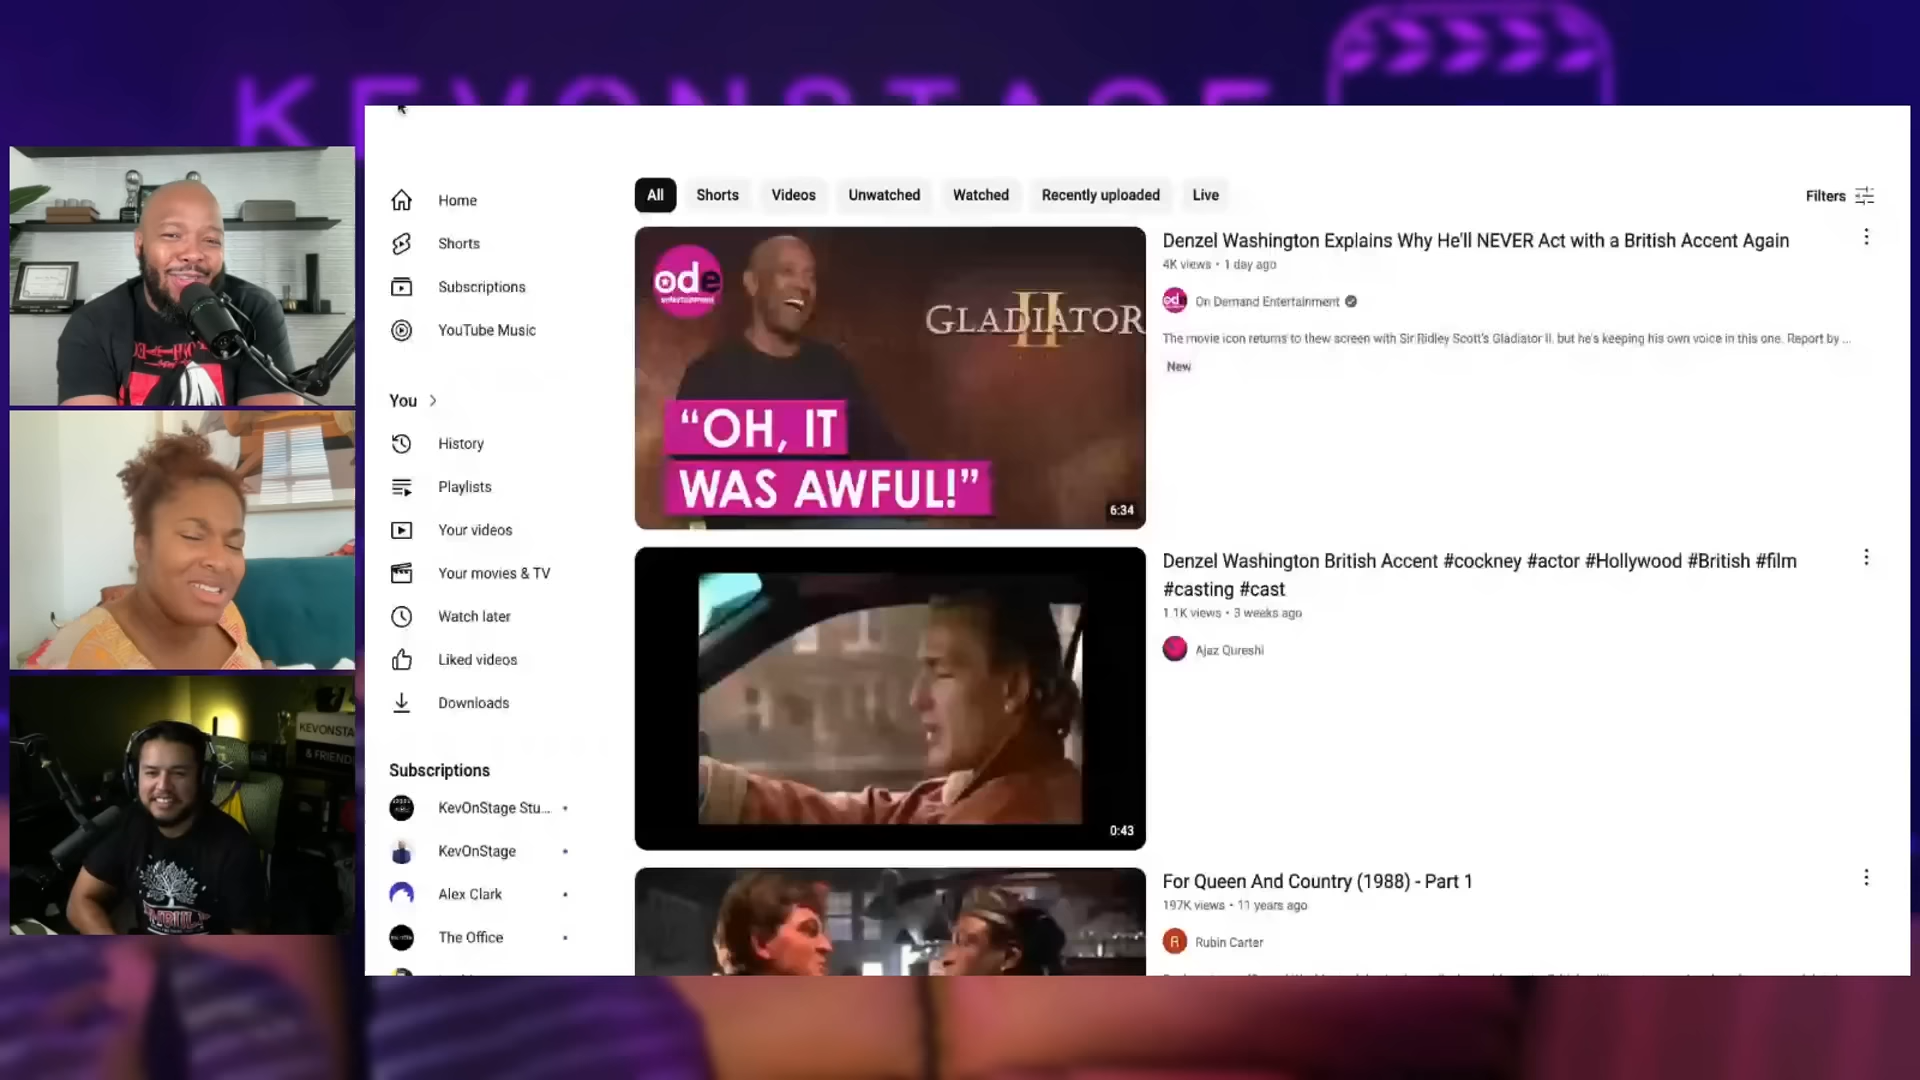 KEVONSTAGE
KEVONSTA
& FRIEND
Home
Shorts
Subscriptions
YouTube Music
You
History
Playlists
Your videos
Your movies & TV
Watch later
Liked videos
Downloads
Subscriptions
KevOnStage Stu...
KevOnStage
Alex Clark
The Office
All
Shorts
Videos
Unwatched
Watched
Recently uploaded
Live
Filters
ode
entertainment
GLADIATOR
II
“OH, IT
WAS AWFUL!”
6:34
Denzel Washington Explains Why He'll NEVER Act with a British Accent Again
4K views • 1 day ago
On Demand Entertainment
The movie icon returns to thew screen with Sir Ridley Scott's Gladiator II, but he's keeping his own voice in this one. Report by ...
New
0:43
Denzel Washington British Accent #cockney #actor #Hollywood #British #film
#casting #cast
1.1K views • 3 weeks ago
Ajaz Qureshi
For Queen And Country (1988) - Part 1
197K views • 11 years ago
R
Rubin Carter